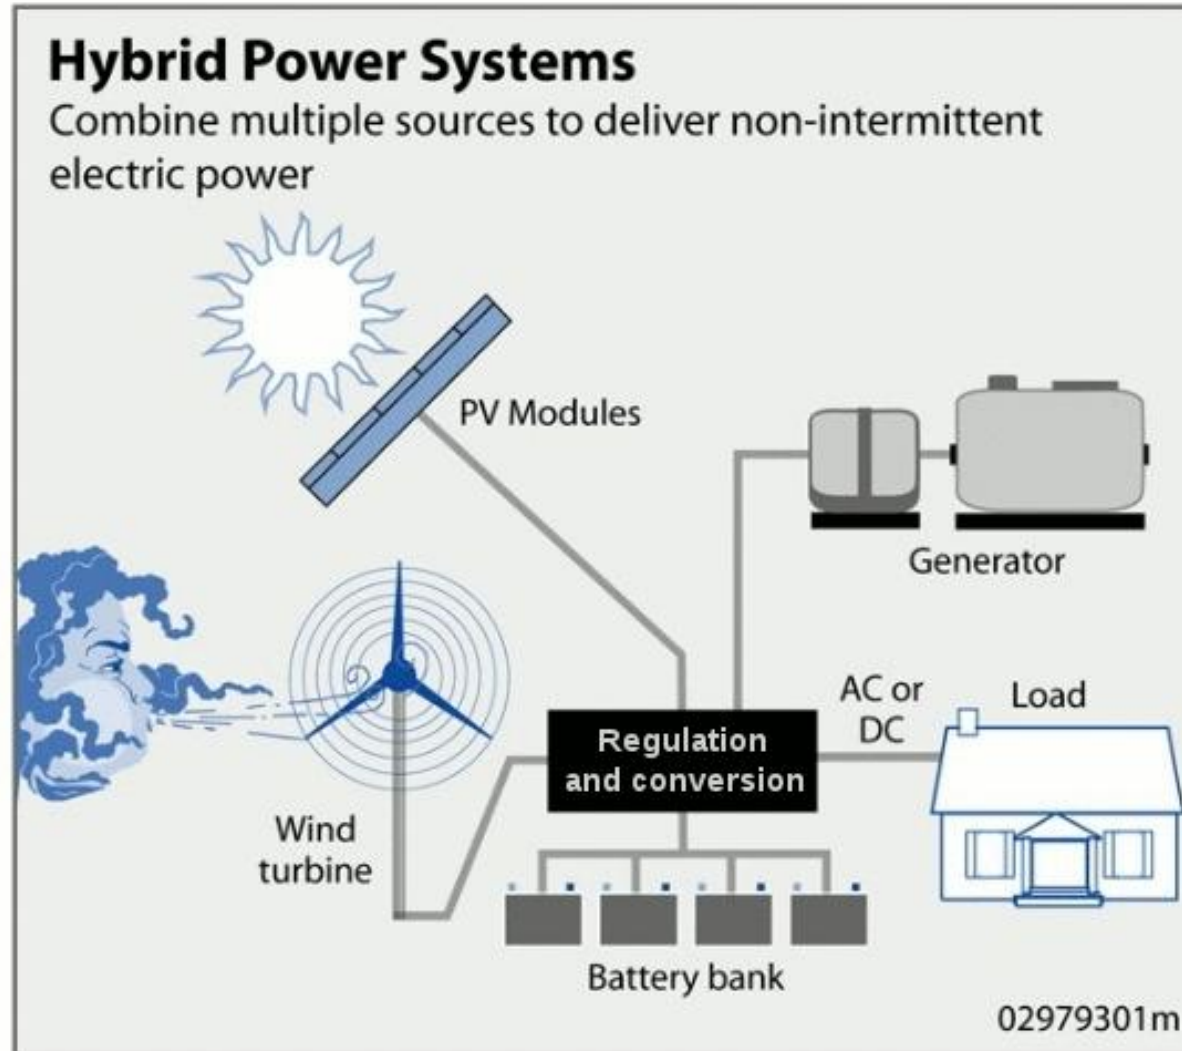 Hybrid Power Systems
Combine multiple sources to deliver non-intermittent
electric power
PV Modules
Generator
AC or
DC
Load
Regulation
and conversion
Wind
turbine
Battery bank
02979301m